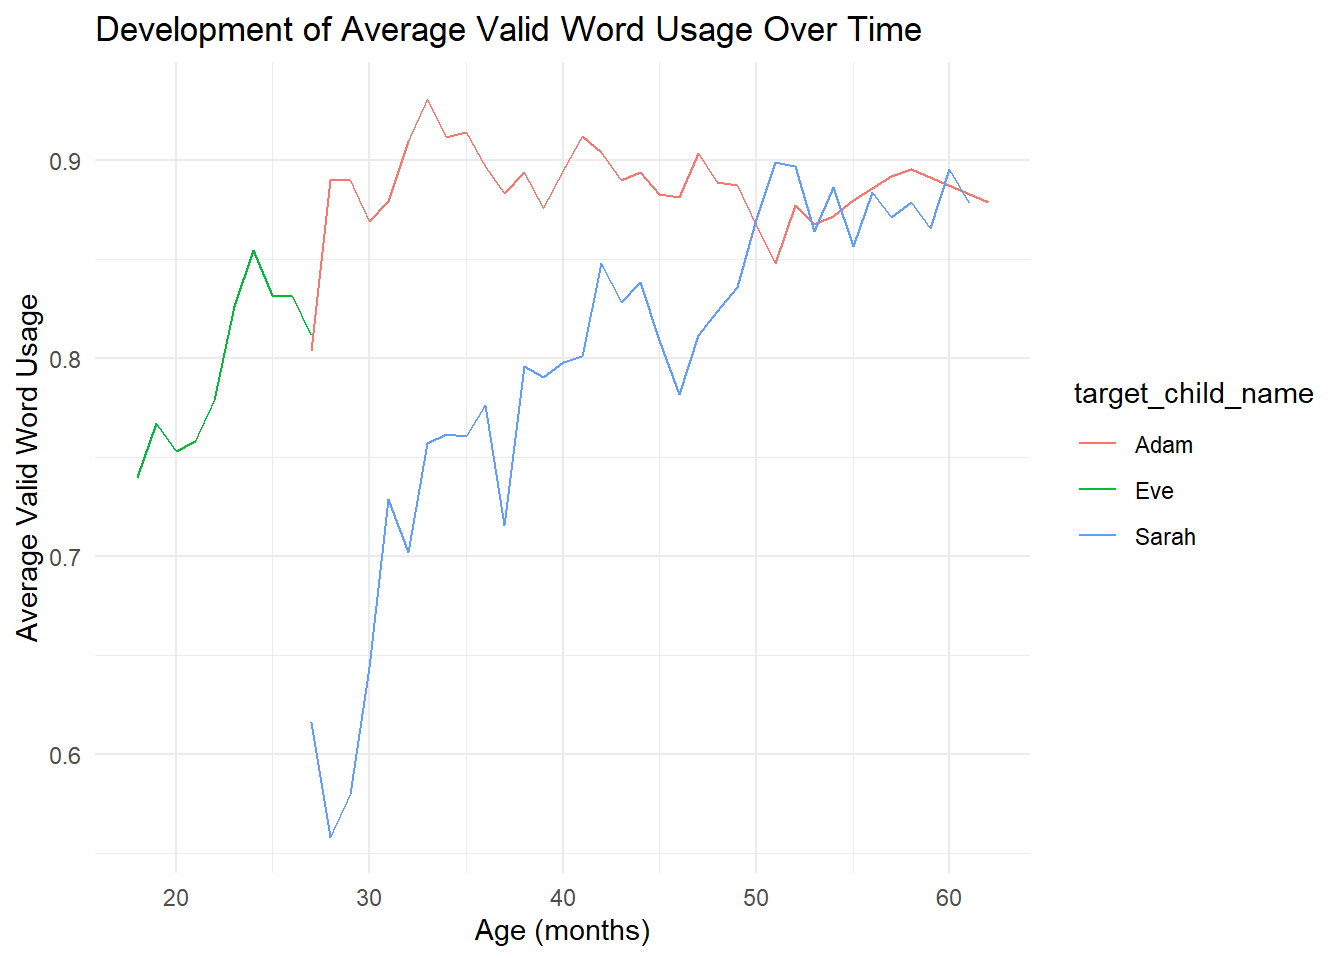 Development of Average Valid Word Usage Over Time
Average Valid Word Usage
0.9
0.8
0.7
0.6
20 30 40 50 60
Age (months)
target_child_name
Adam
Eve
Sarah